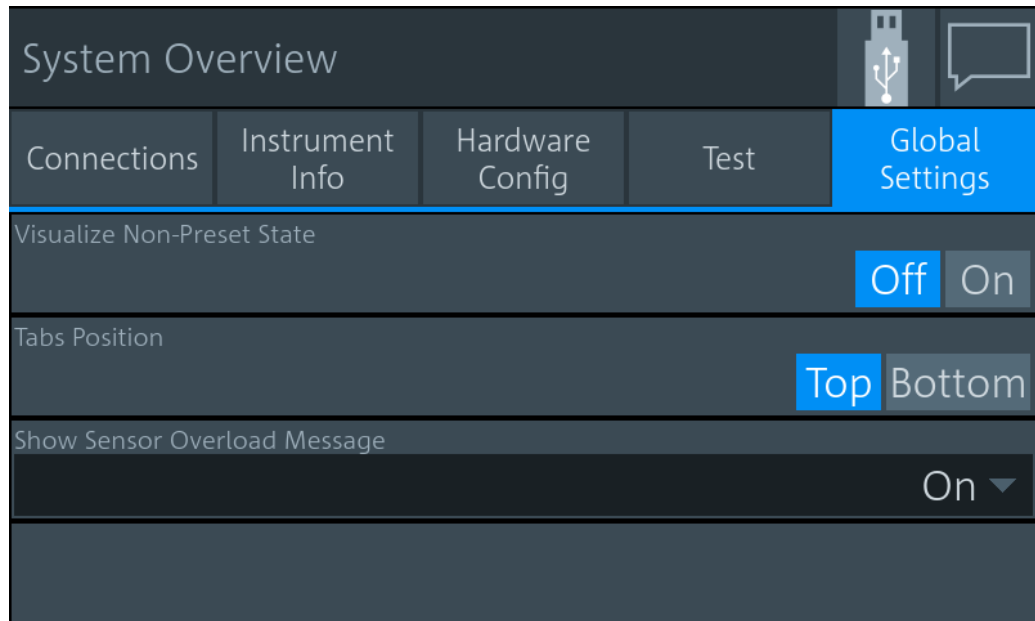 System Overview
Connections
Instrument
Info
Hardware
Config
Test
Global
Settings
Visualize Non-Preset State
Off On
Tabs Position
Top Bottom
Show Sensor Overload Message
On